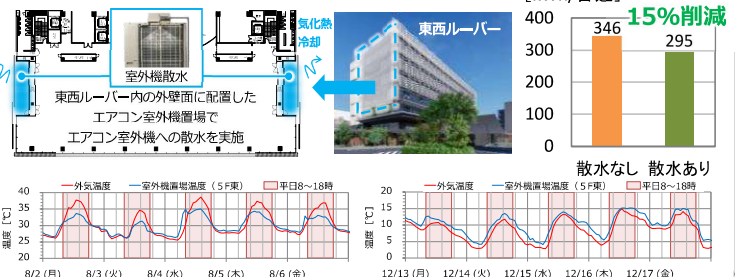 気化熱
冷却
室外機散水
東西ルーバー内の外壁面に配置した
エアコン室外機置場で
エアコン室外機への散水を実施
東西ルーバー
15%削減
400
300
200
100
0
346
295
散水なし 散水あり
外気温度 室外機置場温度（５F東） 平日8～18時
温度 [℃]
40
35
30
25
20
8/2 (月) 8/3 (火) 8/4 (水) 8/5 (木) 8/6 (金)
外気温度 室外機置場温度（５F東） 平日8～18時
温度 [℃]
20
15
10
5
0
12/13 (月) 12/14 (火) 12/15 (水) 12/16 (木) 12/17 (金)